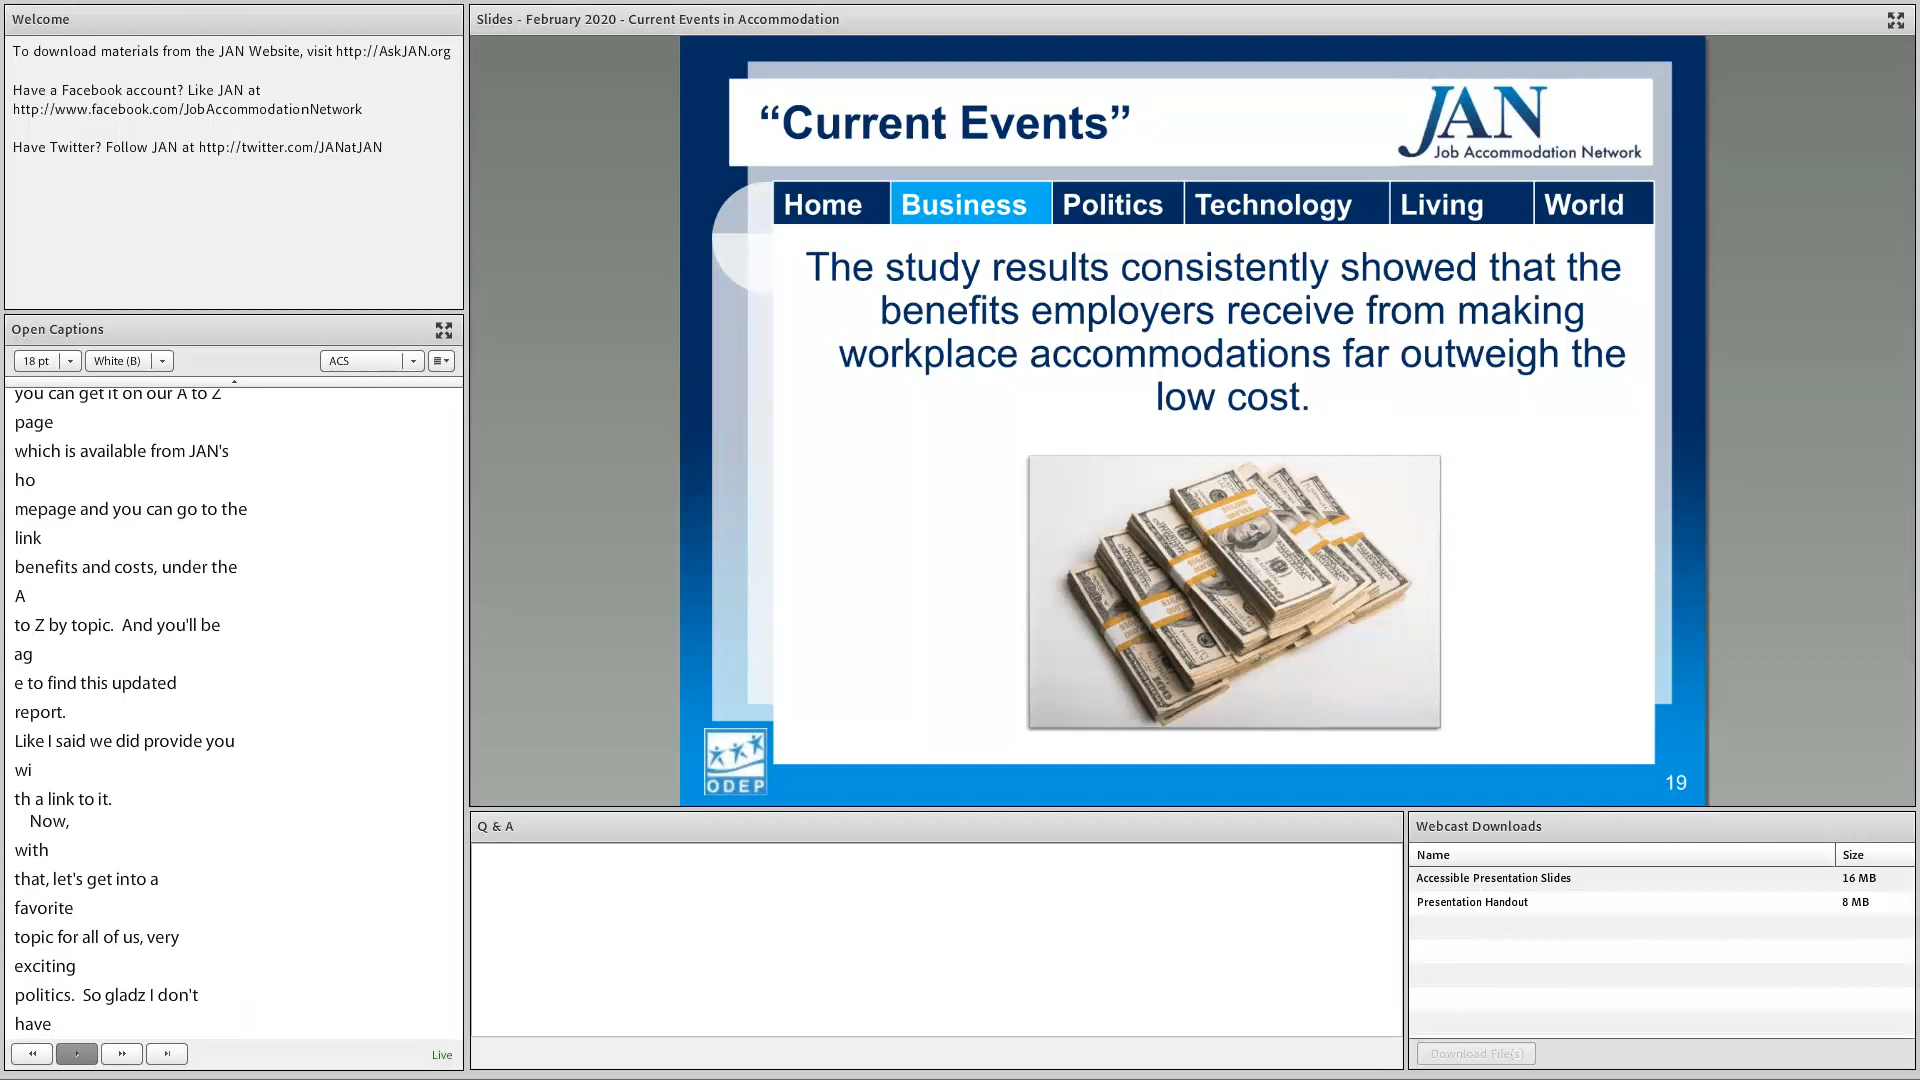 Welcome
To download materials from the JAN Website, visit http://AskJAN.org
Have a Facebook account? Like JAN at
http://www.facebook.com/JobAccommodationNetwork
Have Twitter? Follow JAN at http://twitter.com/JANatJAN
Open Captions
18 pt White (B) ACS
you can get it on our A to Z
page
which is available from JAN's
ho
mepage and you can go to the
link
benefits and costs, under the
A
to Z by topic. And you'll be
ag
e to find this updated
report.
Like I said we did provide you
wi
th a link to it.
Now,
with
that, let's get into a
favorite
topic for all of us, very
exciting
politics. So gladz I don't
have
Live
Slides - February 2020 - Current Events in Accommodation
“Current Events”
JAN
Job Accommodation Network
Home Business Politics Technology Living World
The study results consistently showed that the
benefits employers receive from making
workplace accommodations far outweigh the
low cost.
ODEP
19
Q & A
Webcast Downloads
Name Size
Accessible Presentation Slides 16 MB
Presentation Handout 8 MB
Download File(s)